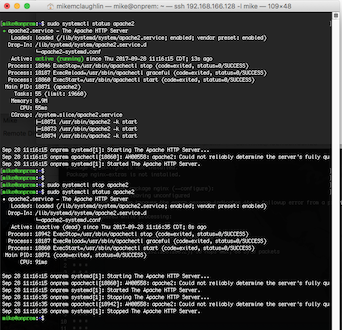 mikemclaughlin — mike@onprem: ~ — ssh 192.168.166.128 -l mike — 109×48
mike@onprem:~$ sudo systemctl status apache2
● apache2.service - The Apache HTTP Server
Loaded: loaded (/lib/systemd/system/apache2.service; enabled; vendor preset: enabled)
Drop-In: /lib/systemd/system/apache2.service.d
└─apache2-systemd.conf
Active: active (running) since Thu 2017-09-28 11:16:15 CDT; 13s ago
Process: 18046 ExecStop=/usr/sbin/apachectl stop (code=exited, status=0/SUCCESS)
Process: 18107 ExecReload=/usr/sbin/apachectl graceful (code=exited, status=0/SUCCESS)
Process: 18868 ExecStart=/usr/sbin/apachectl start (code=exited, status=0/SUCCESS)
Main PID: 18871 (apache2)
Tasks: 55 (limit: 19660)
Memory: 8.9M
CPU: 55ms
CGroup: /system.slice/apache2.service
├─18871 /usr/sbin/apache2 -k start
├─18873 /usr/sbin/apache2 -k start
└─18874 /usr/sbin/apache2 -k start
Sep 28 11:16:15 onprem systemd[1]: Starting The Apache HTTP Server...
Sep 28 11:16:15 onprem apachectl[18868]: AH00558: apache2: Could not reliably determine the server's fully qu
Sep 28 11:16:15 onprem systemd[1]: Started The Apache HTTP Server.
mike@onprem:~$
mike@onprem:~$ sudo systemctl stop apache2
mike@onprem:~$ sudo systemctl status apache2
● apache2.service - The Apache HTTP Server
Loaded: loaded (/lib/systemd/system/apache2.service; enabled; vendor preset: enabled)
Drop-In: /lib/systemd/system/apache2.service.d
└─apache2-systemd.conf
Active: inactive (dead) since Thu 2017-09-28 11:16:35 CDT; 8s ago
Process: 18942 ExecStop=/usr/sbin/apachectl stop (code=exited, status=0/SUCCESS)
Process: 18107 ExecReload=/usr/sbin/apachectl graceful (code=exited, status=0/SUCCESS)
Process: 18868 ExecStart=/usr/sbin/apachectl start (code=exited, status=0/SUCCESS)
Main PID: 18871 (code=exited, status=0/SUCCESS)
CPU: 91ms
Sep 28 11:16:15 onprem systemd[1]: Starting The Apache HTTP Server...
Sep 28 11:16:15 onprem apachectl[18868]: AH00558: apache2: Could not reliably determine the server's fully qu
Sep 28 11:16:15 onprem systemd[1]: Started The Apache HTTP Server.
Sep 28 11:16:35 onprem systemd[1]: Stopping The Apache HTTP Server...
Sep 28 11:16:35 onprem apachectl[18942]: AH00558: apache2: Could not reliably determine the server's fully qu
Sep 28 11:16:35 onprem systemd[1]: Stopped The Apache HTTP Server.
mike@onprem:~$